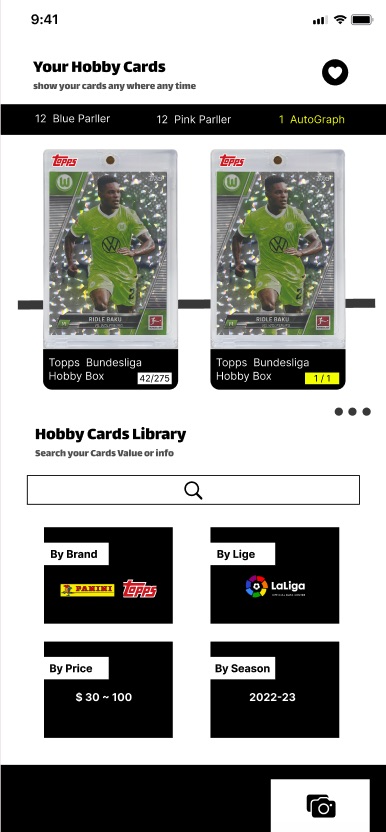 9:41
Your Hobby Cards
show your cards any where any time
12 Blue Parller
12 Pink Parller
1 AutoGraph
Topps
Topps
W
W
RIDLE BAKU
RIDLE BAKU
Topps Bundesliga
Hobby Box
42/275
Topps Bundesliga
Hobby Box
1 / 1
Hobby Cards Library
Search your Cards Value or info
By Brand
By Lige
PANINI
Topps
LaLiga
By Price
By Season
$ 30 ~ 100
2022-23